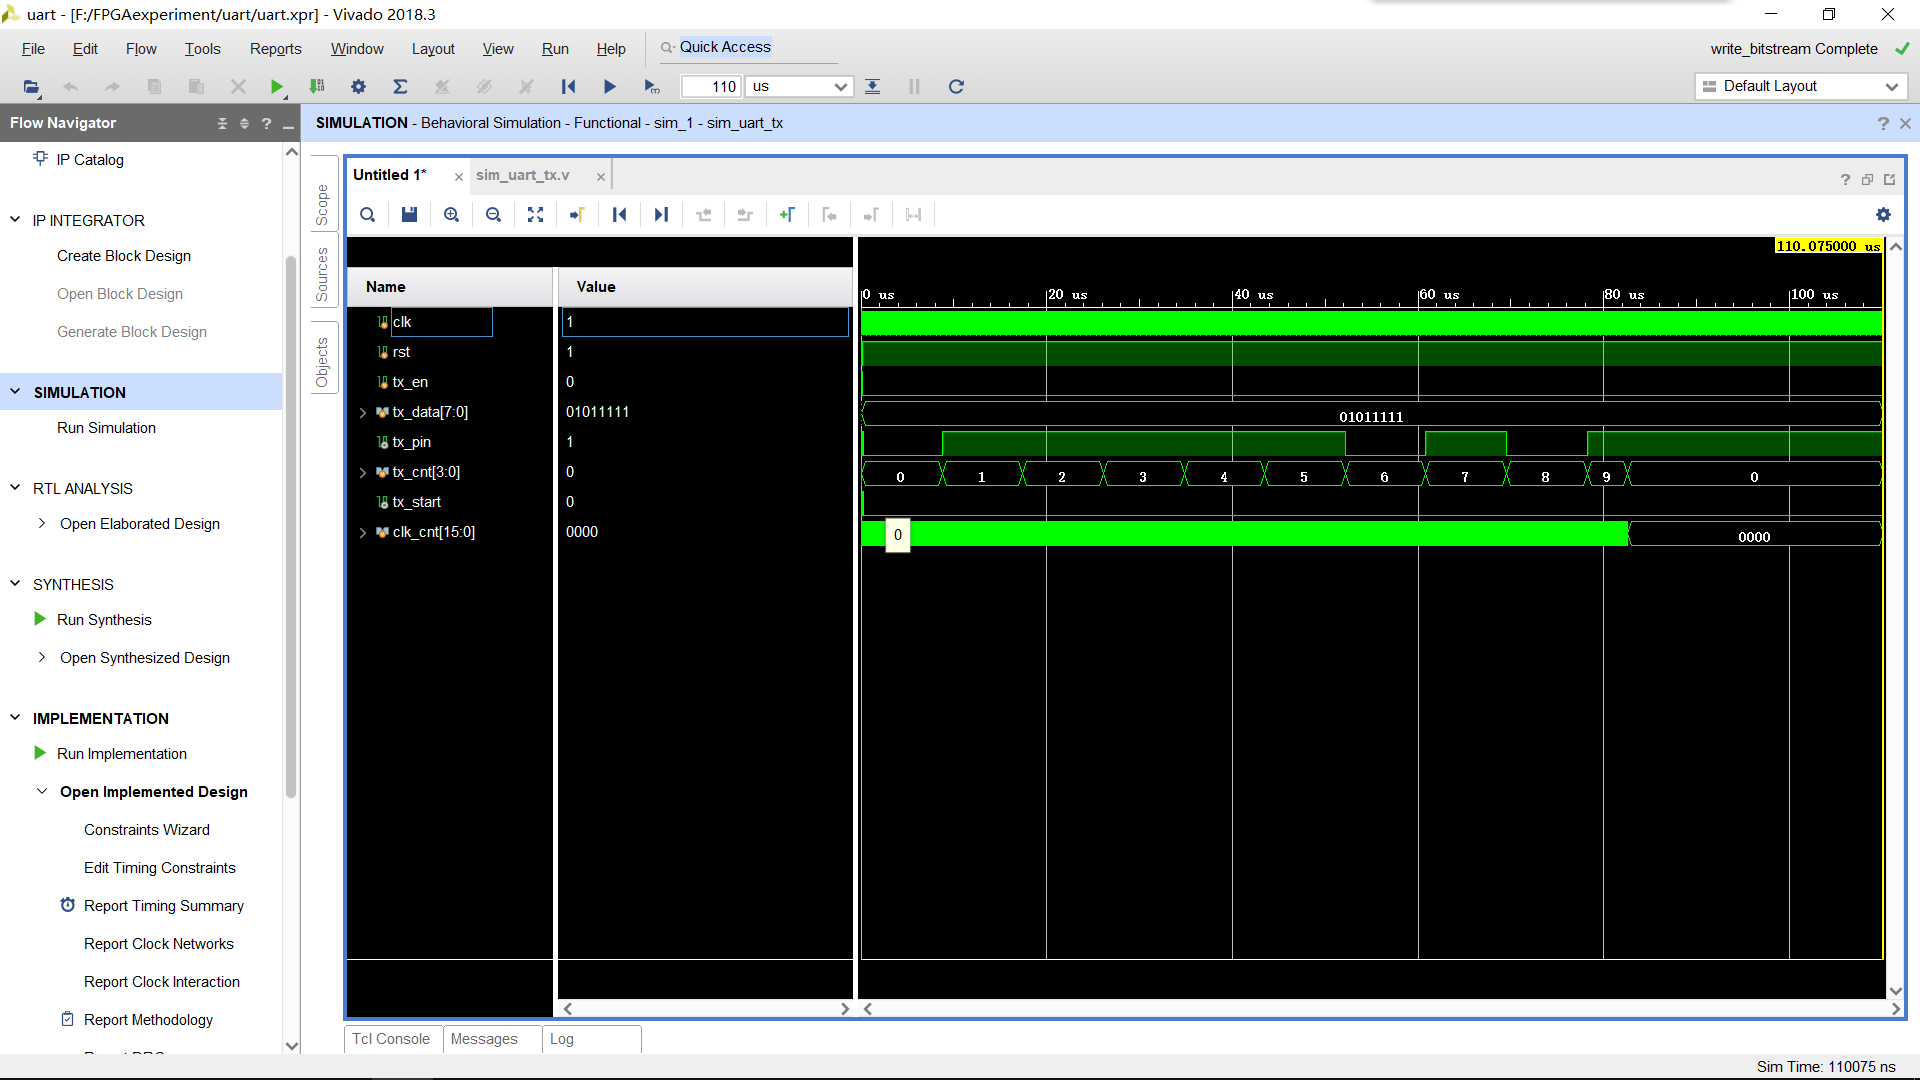 uart - [F:/FPGAexperiment/uart/uart.xpr] - Vivado 2018.3
File Edit Flow Tools Reports Window Layout View Run Help Quick Access write_bitstream Complete
110 us Default Layout
Flow Navigator
SIMULATION - Behavioral Simulation - Functional - sim_1 - sim_uart_tx
IP Catalog
IP INTEGRATOR
Create Block Design
Open Block Design
Generate Block Design
SIMULATION
Run Simulation
RTL ANALYSIS
Open Elaborated Design
SYNTHESIS
Run Synthesis
Open Synthesized Design
IMPLEMENTATION
Run Implementation
Open Implemented Design
Constraints Wizard
Edit Timing Constraints
Report Timing Summary
Report Clock Networks
Report Clock Interaction
Report Methodology
Scope
Sources
Objects
Untitled 1* sim_uart_tx.v
110.075000 us
Name Value
0 us 20 us 40 us 60 us 80 us 100 us
clk 1
rst 1
tx_en 0
tx_data[7:0] 01011111 01011111
tx_pin 1
tx_cnt[3:0] 0 0 1 2 3 4 5 6 7 8 9 0
tx_start 0
clk_cnt[15:0] 0000 0 0000
Tcl Console Messages Log
Sim Time: 110075 ns